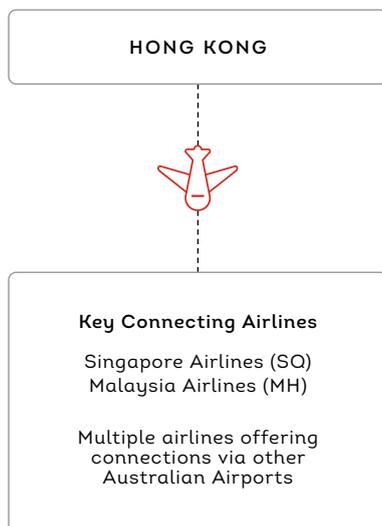 HONG KONG
Key Connecting Airlines
Singapore Airlines (SQ)
Malaysia Airlines (MH)
Multiple airlines offering
connections via other
Australian Airports